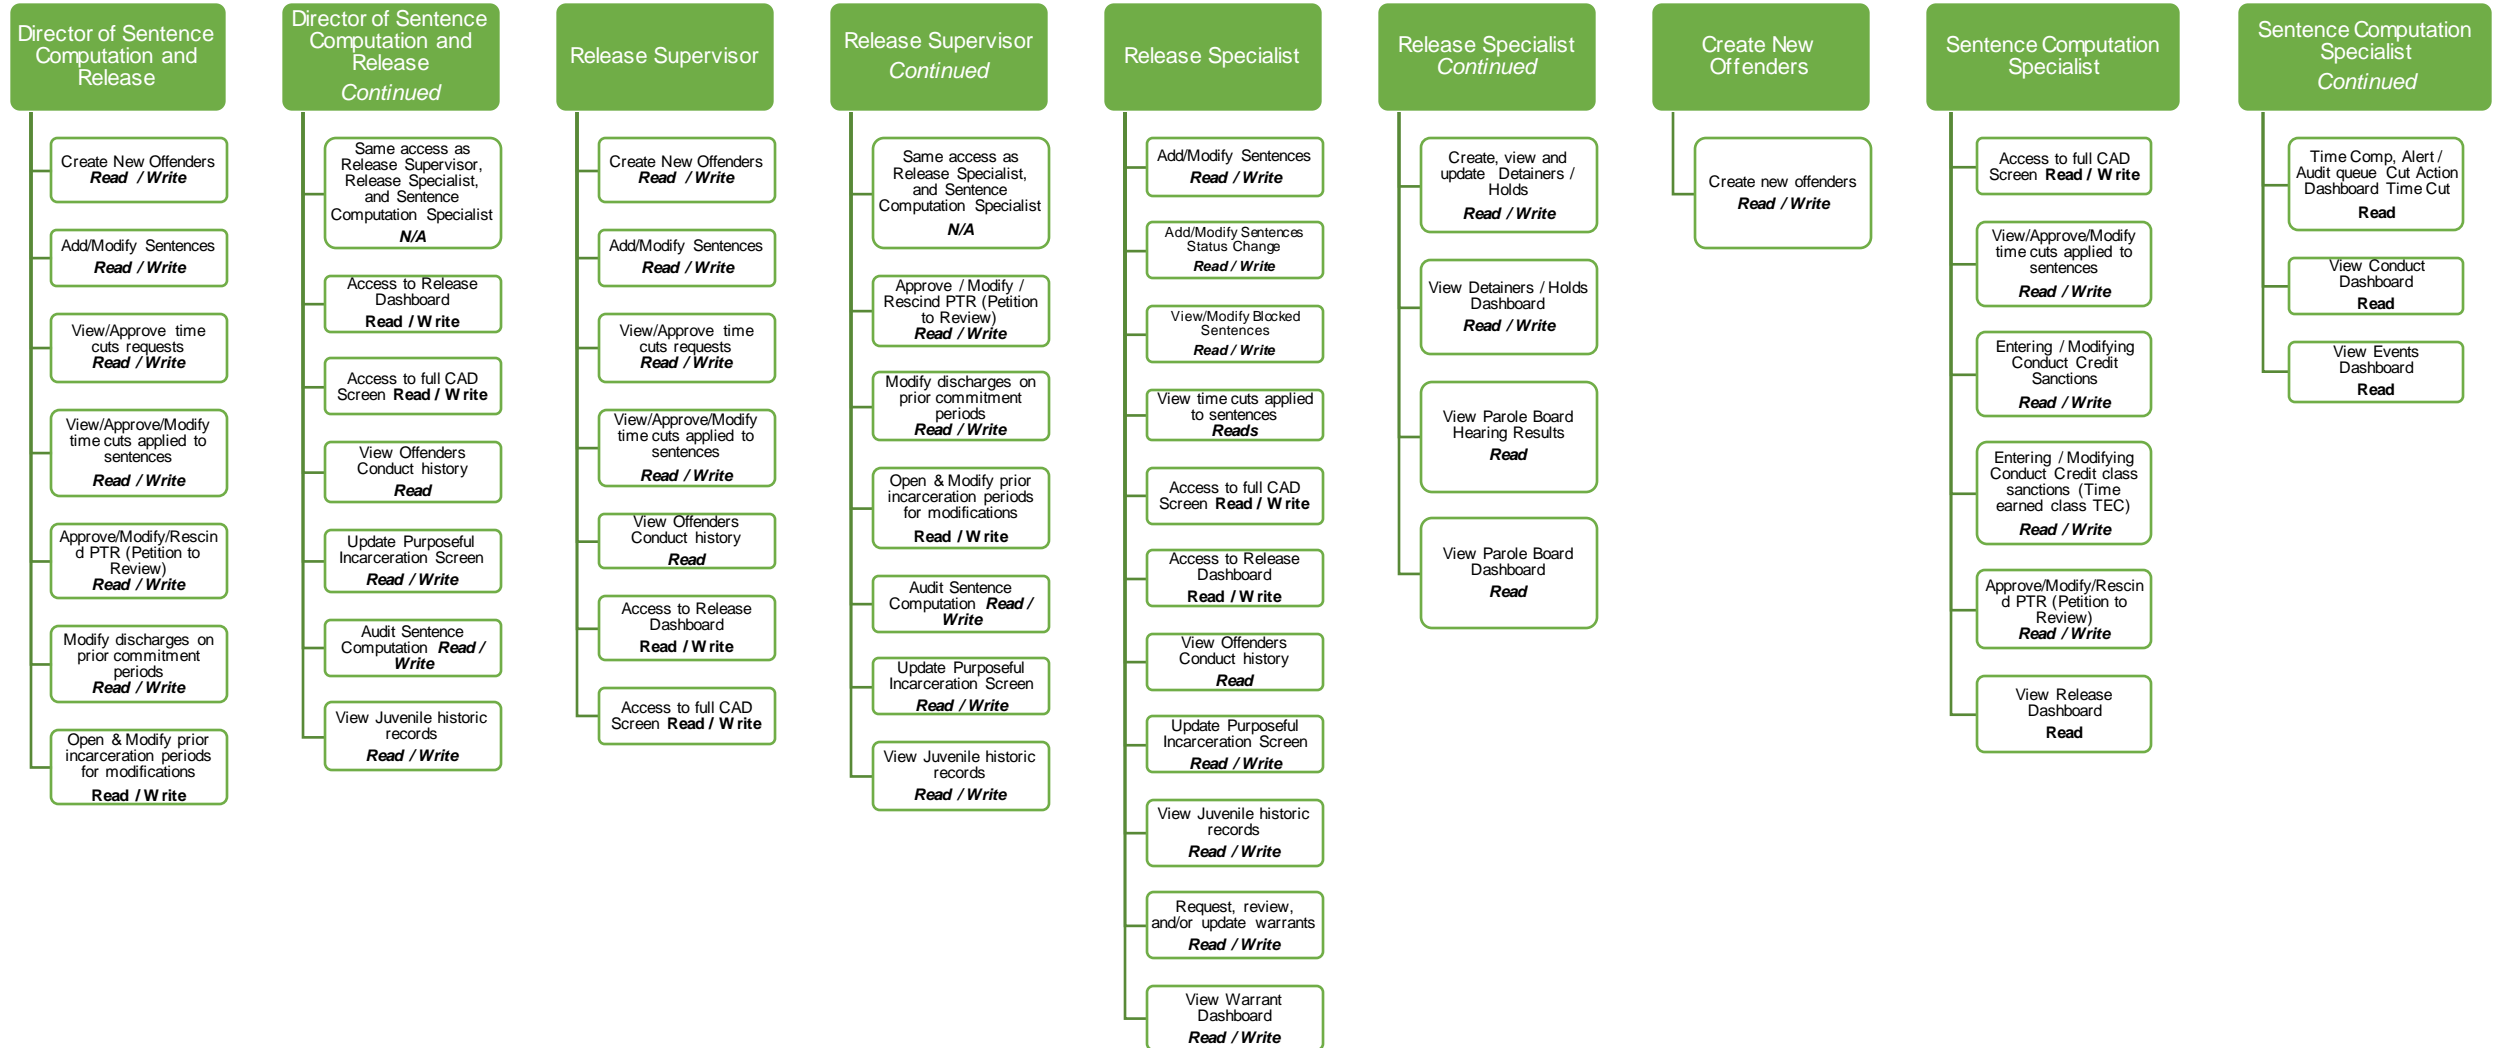 Director of Sentence
Computation and
Release
Create New Offenders
Read / Write
Add/Modify Sentences
Read / Write
View/Approve time
cuts requests
Read / Write
View/Approve/Modify
time cuts applied to
sentences
Read / Write
Approve/Modify/Rescin
d PTR (Petition to
Review)
Read / Write
Modify discharges on
prior commitment
periods
Read / Write
Open & Modify prior
incarceration periods
for modifications
Read / Write
Director of Sentence
Computation and
Release
Continued
Same access as
Release Supervisor,
Release Specialist,
and Sentence
Computation Specialist
N/A
Access to Release
Dashboard
Read / Write
Access to full CAD
Screen Read / Write
View Offenders
Conduct history
Read
Update Purposeful
Incarceration Screen
Read / Write
Audit Sentence
Computation Read /
Write
View Juvenile historic
records
Read / Write
Release Supervisor
Create New Offenders
Read / Write
Add/Modify Sentences
Read / Write
View/Approve time
cuts requests
Read / Write
View/Approve/Modify
time cuts applied to
sentences
Read / Write
View Offenders
Conduct history
Read
Access to Release
Dashboard
Read / Write
Access to full CAD
Screen Read / Write
Release Supervisor
Continued
Same access as
Release Specialist,
and Sentence
Computation Specialist
N/A
Approve / Modify /
Rescind PTR (Petition
to Review)
Read / Write
Modify discharges on
prior commitment
periods
Read / Write
Open & Modify prior
incarceration periods
for modifications
Read / Write
Audit Sentence
Computation Read /
Write
Update Purposeful
Incarceration Screen
Read / Write
View Juvenile historic
records
Read / Write
Release Specialist
Add/Modify Sentences
Read / Write
Add/Modify Sentences
Status Change
Read / Write
View/Modify Blocked
Sentences
Read / Write
View time cuts applied
to sentences
Reads
Access to full CAD
Screen Read / Write
Access to Release
Dashboard
Read / Write
View Offenders
Conduct history
Read
Update Purposeful
Incarceration Screen
Read / Write
View Juvenile historic
records
Read / Write
Request, review,
and/or update warrants
Read / Write
View Warrant
Dashboard
Read / Write
Release Specialist
Continued
Create, view and
update Detainers /
Holds
Read / Write
View Detainers / Holds
Dashboard
Read / Write
View Parole Board
Hearing Results
Read
View Parole Board
Dashboard
Read
Create New
Offenders
Create new offenders
Read / Write
Sentence Computation
Specialist
Access to full CAD
Screen Read / Write
View/Approve/Modify
time cuts applied to
sentences
Read / Write
Entering / Modifying
Conduct Credit
Sanctions
Read / Write
Entering / Modifying
Conduct Credit class
sanctions (Time
earned class TEC)
Read / Write
Approve/Modify/Rescin
d PTR (Petition to
Review)
Read / Write
View Release
Dashboard
Read
Sentence Computation
Specialist
Continued
Time Comp, Alert /
Audit queue Cut Action
Dashboard Time Cut
Read
View Conduct
Dashboard
Read
View Events
Dashboard
Read